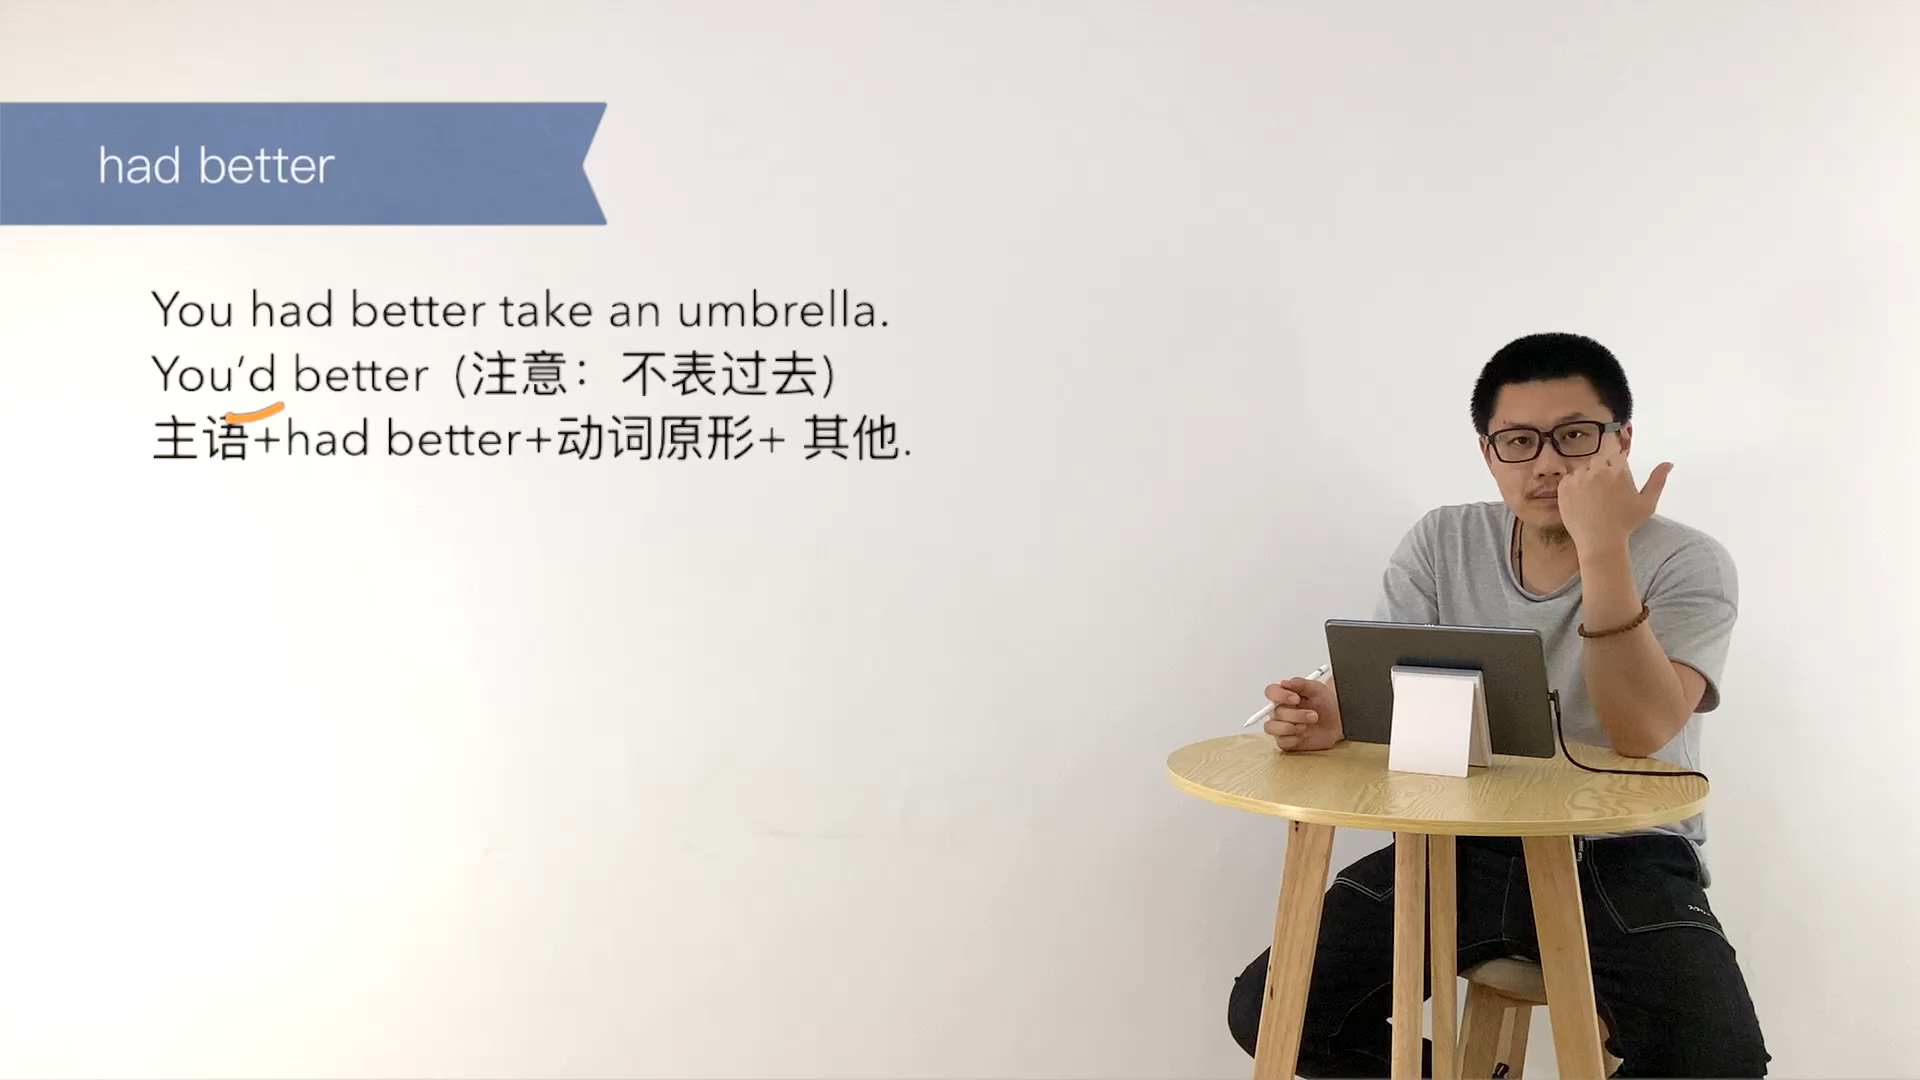 had better
You had better take an umbrella.
You'd better (注意：不表过去)
主语+had better+动词原形+ 其他.